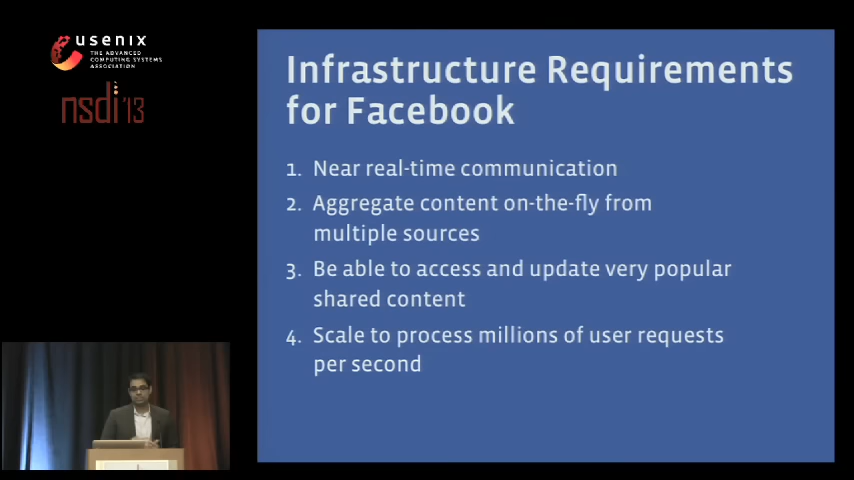 usenix
THE ADVANCED
COMPUTING SYSTEMS
ASSOCIATION
nsdi '13
Infrastructure Requirements
for Facebook
1. Near real-time communication
2. Aggregate content on-the-fly from
multiple sources
3. Be able to access and update very popular
shared content
4. Scale to process millions of user requests
per second